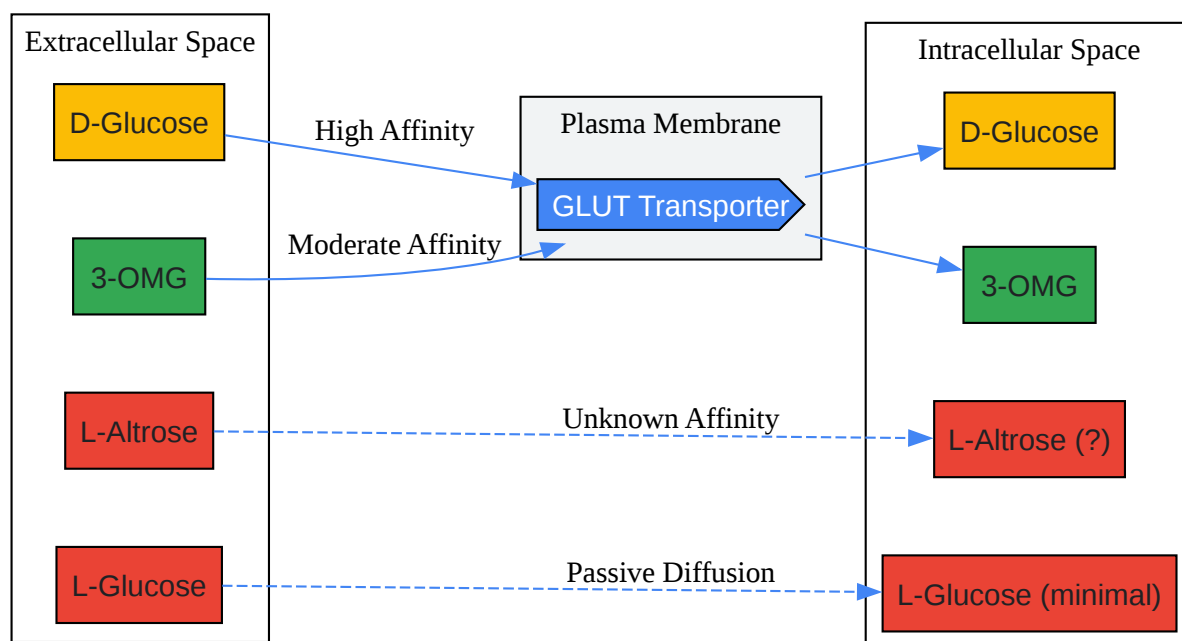 Extracellular Space
D-Glucose
3-OMG
L-Altrose
L-Glucose
High Affinity
Moderate Affinity
Unknown Affinity
Passive Diffusion
Plasma Membrane
GLUT Transporter
Intracellular Space
D-Glucose
3-OMG
L-Altrose (?)
L-Glucose (minimal)